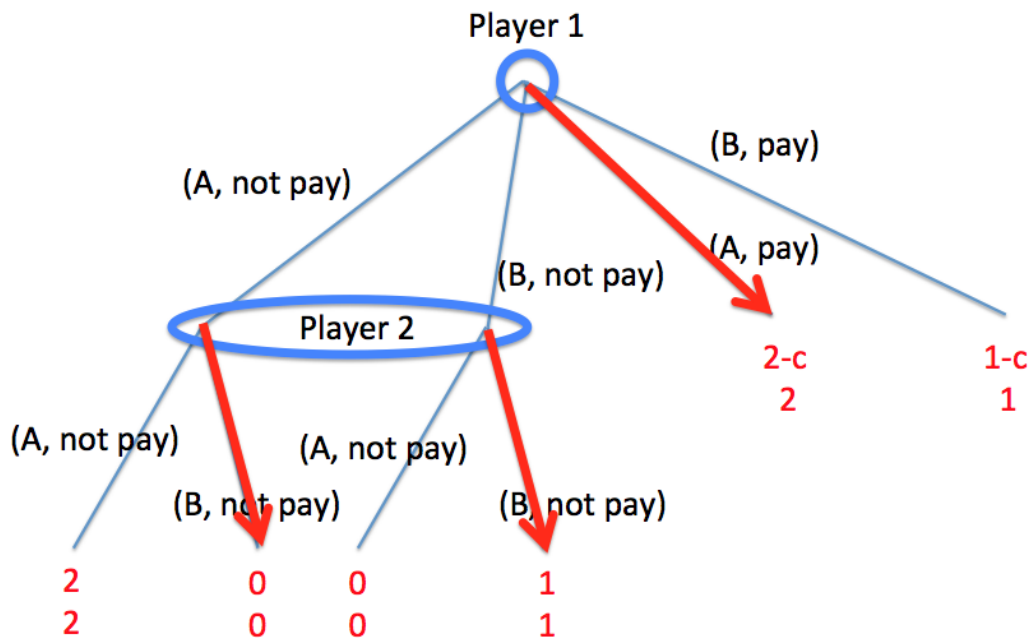 Player 1
(B, pay)
(A, not pay)
(A, pay)
(B, not pay)
Player 2
2-c
1-c
2
1
(A, not pay)
(A, not pay)
(B, not pay)
(B, not pay)
2
0
0
1
2
0
0
1